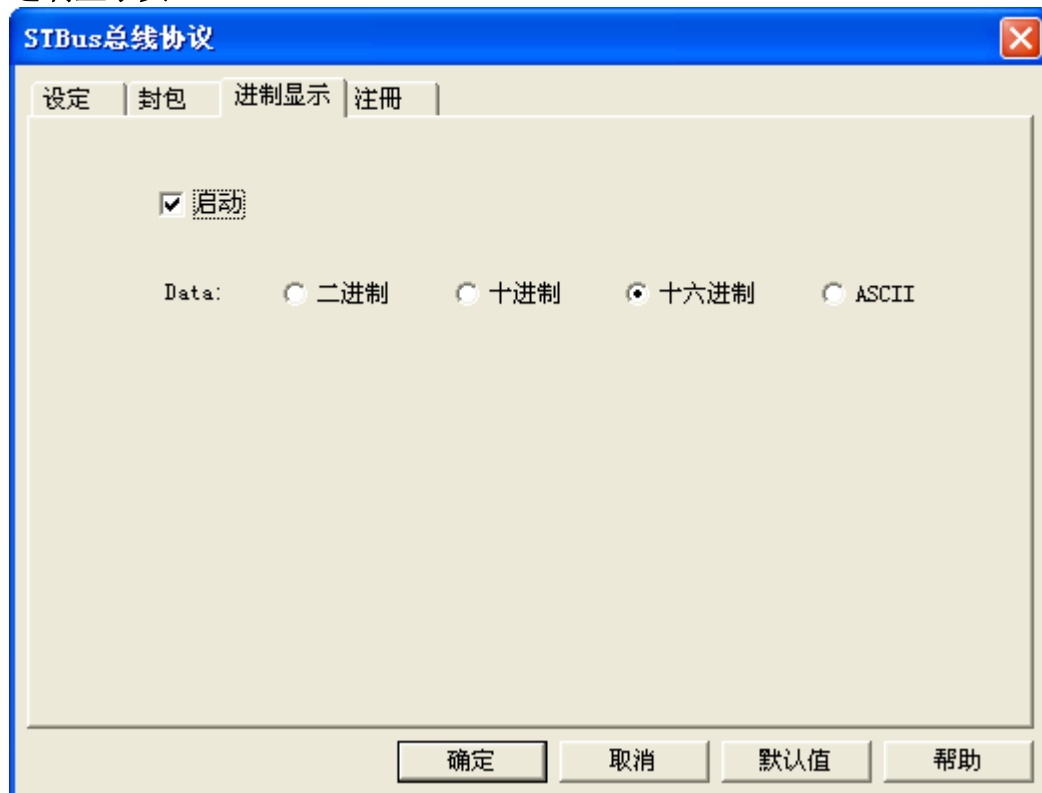 STBus总线协议
设定 封包 进制显示 注册
启动
Data: 二进制 十进制 十六进制 ASCII
确定 取消 默认值 帮助